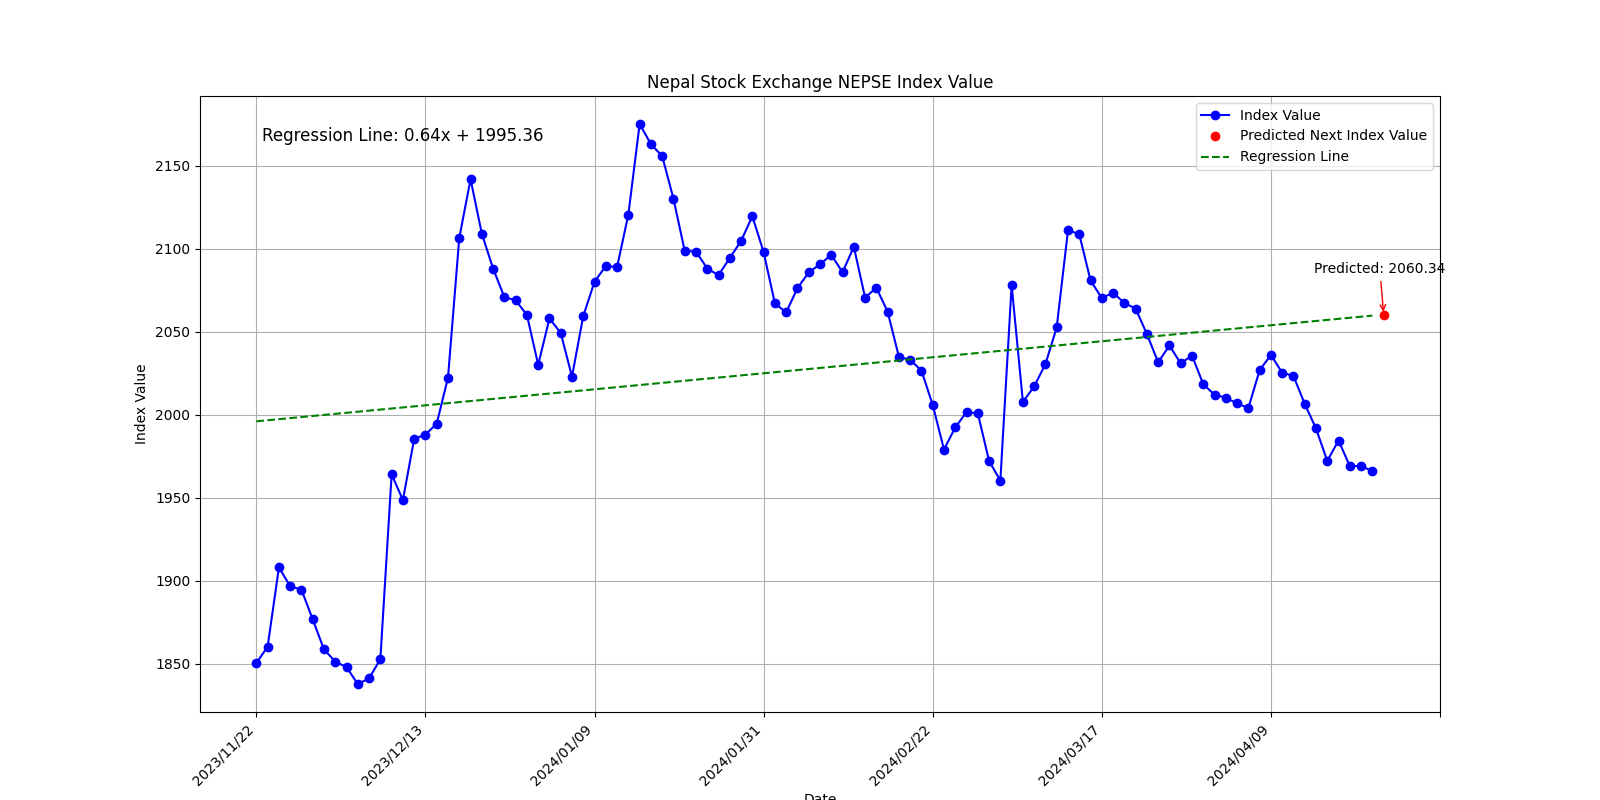 Nepal Stock Exchange NEPSE Index Value
Regression Line: 0.64x + 1995.36
Index Value
Predicted Next Index Value
Regression Line
Predicted: 2060.34
2150
2100
2050
2000
1950
1900
1850
Index Value
2023/11/22
2023/12/13
2024/01/09
2024/01/31
2024/02/22
2024/03/17
2024/04/09
Date